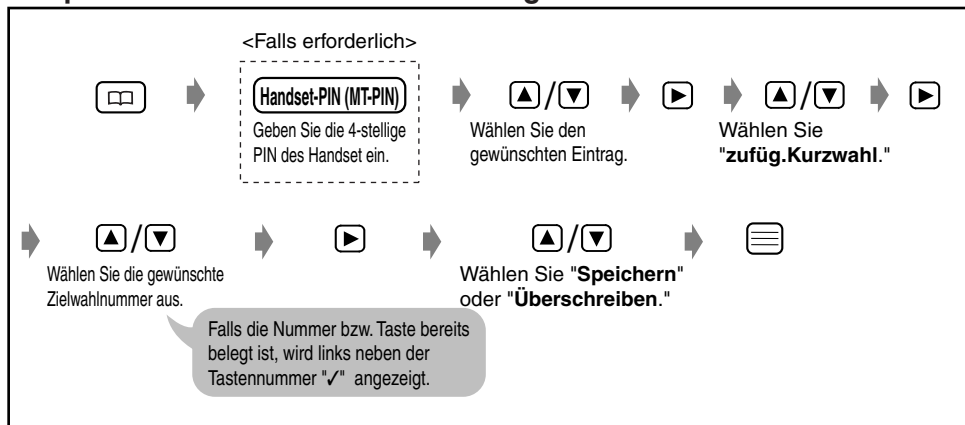 <Falls erforderlich>
Handset-PIN (MT-PIN)
Geben Sie die 4-stellige
PIN des Handset ein.
▲/▼
Wählen Sie den
gewünschten Eintrag.
▲/▼
Wählen Sie
"zufüg.Kurzwahl."
▲/▼
Wählen Sie die gewünschte
Zielwahlnummer aus.
Falls die Nummer bzw. Taste bereits
belegt ist, wird links neben der
Tastennummer "✓" angezeigt.
▲/▼
Wählen Sie "Speichern"
oder "Überschreiben."